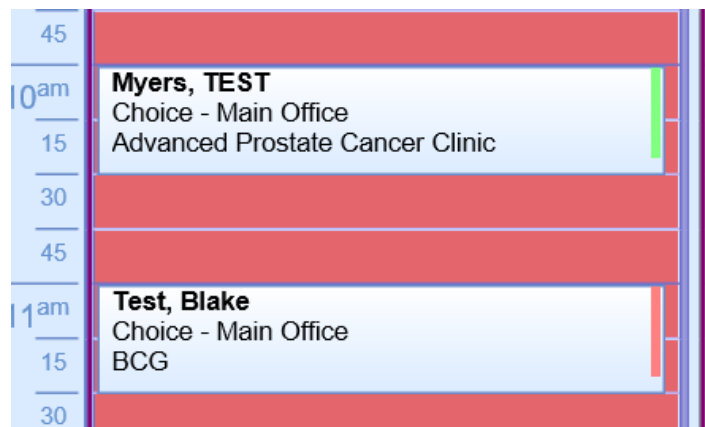 45
10am
Myers, TEST
Choice - Main Office
15
Advanced Prostate Cancer Clinic
30
45
11am
Test, Blake
Choice - Main Office
15
BCG
30